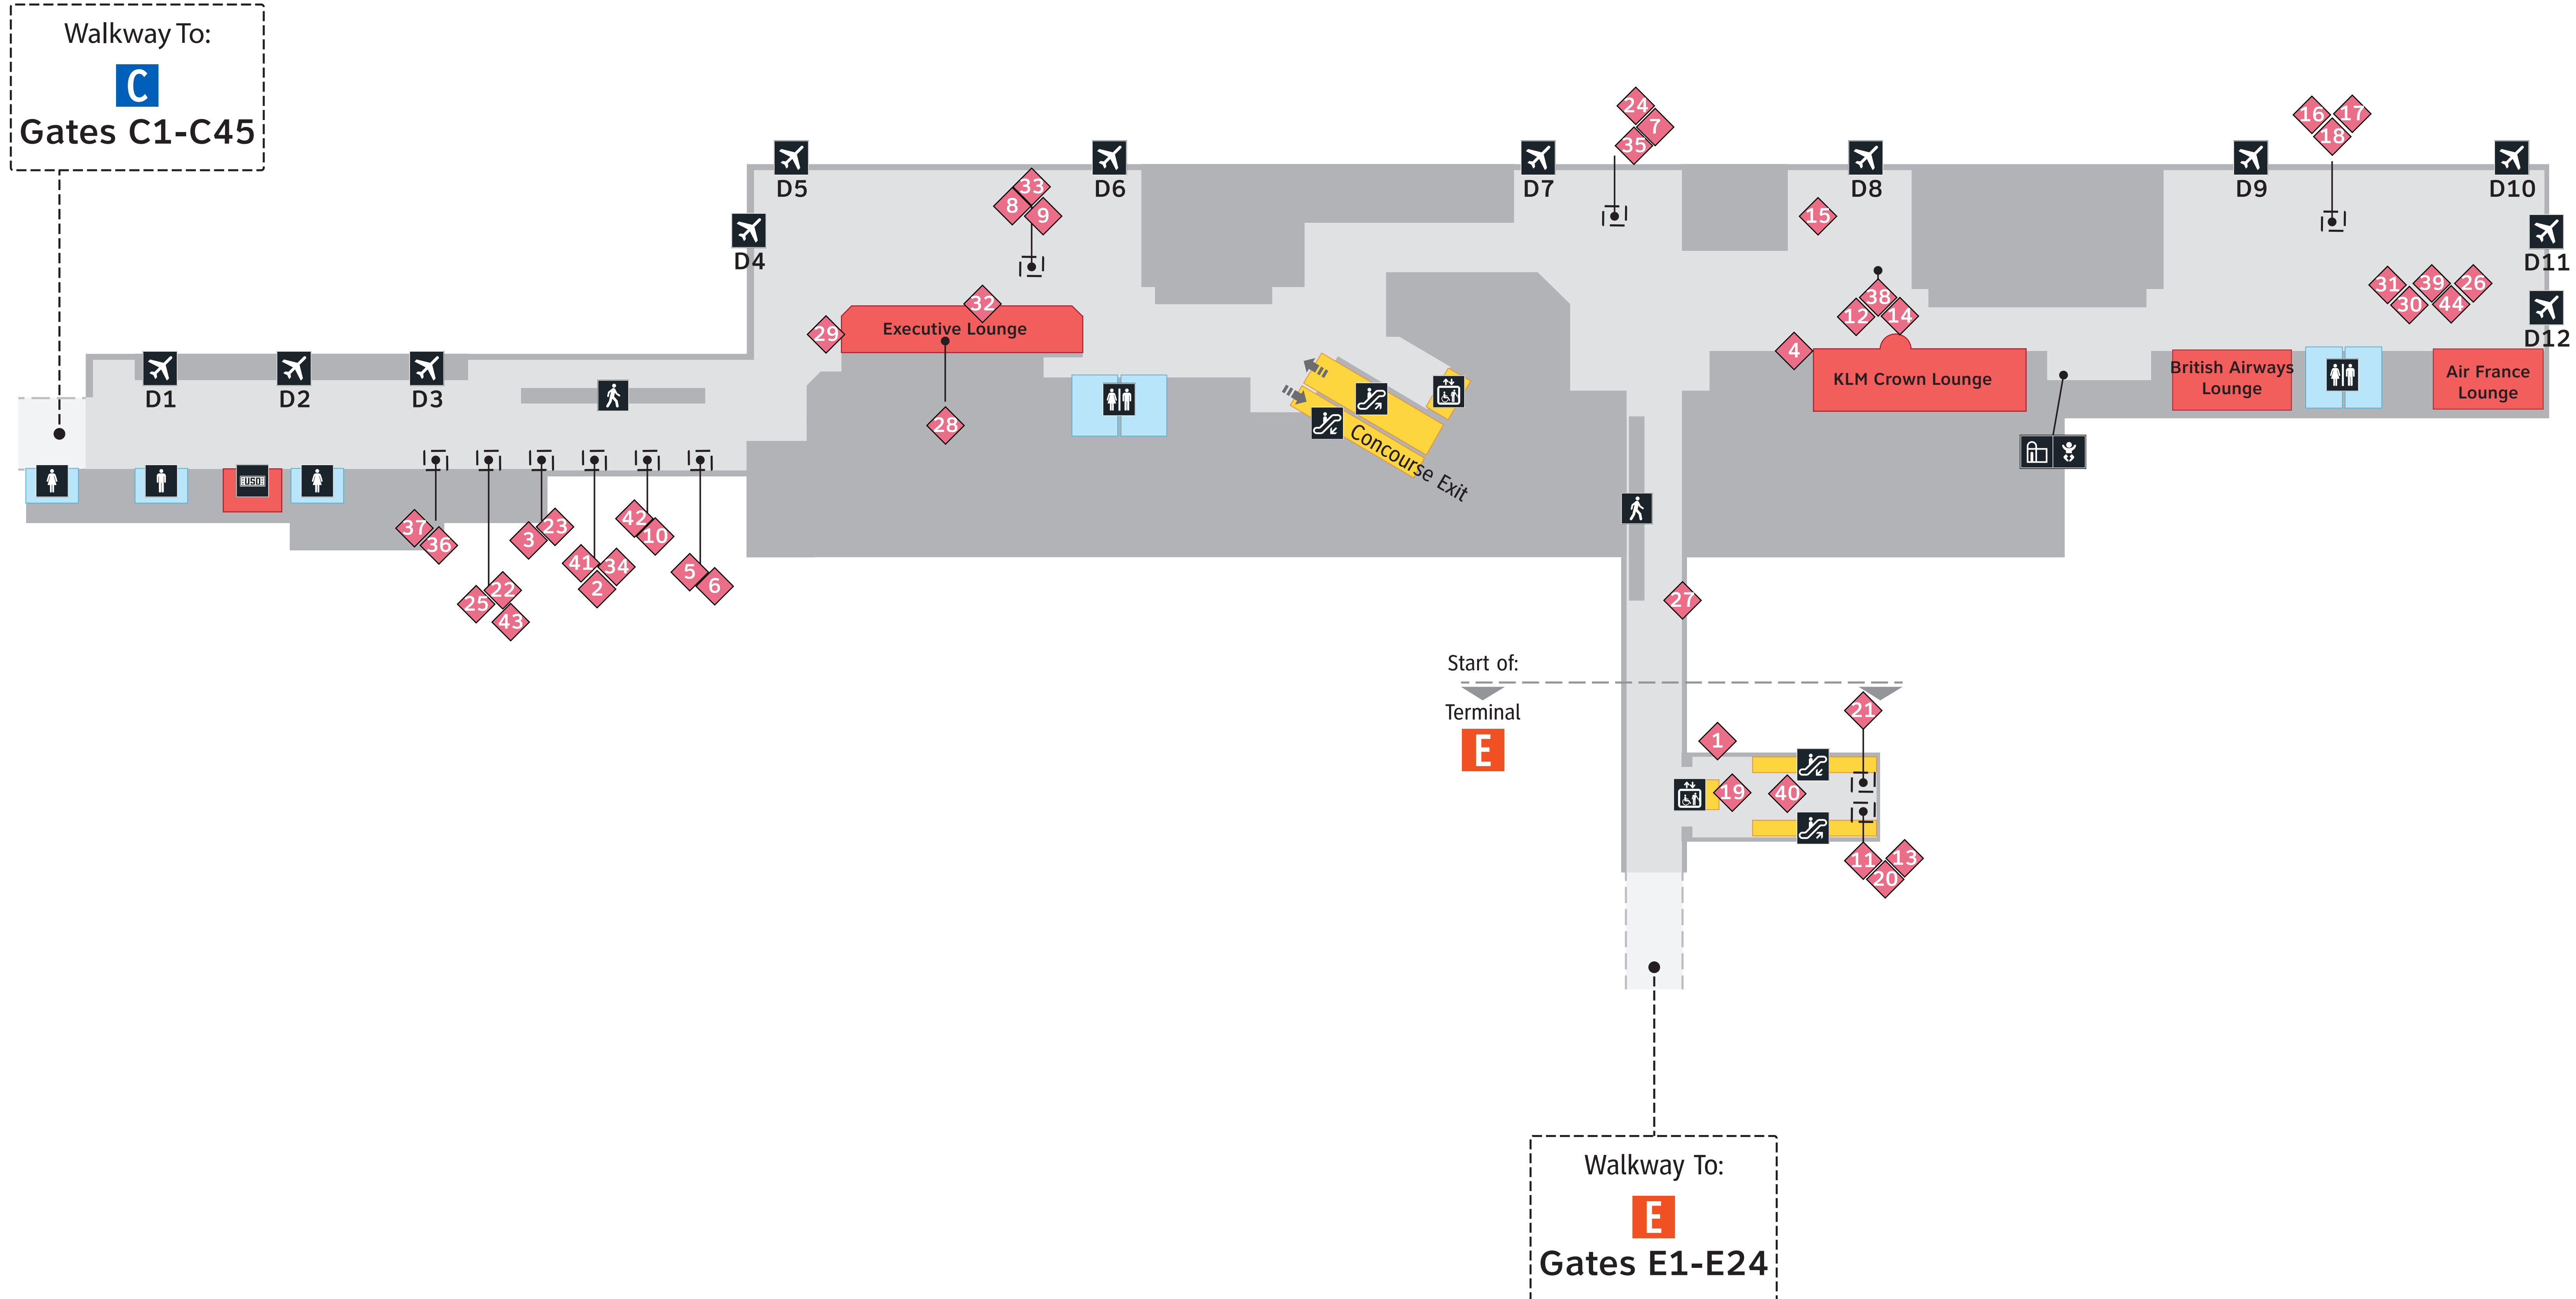 Walkway To:
C
Gates C1-C45
24
7
35
16
17
18
D5
D6
D7
D8
D9
D10
33
8
9
15
D4
D11
31
39
26
30
44
32
38
12
14
29
Executive Lounge
4
D12
D1
D2
D3
KLM Crown Lounge
British Airways
Lounge
Air France
Lounge
28
Concourse Exit
USO
37
36
3
23
42
10
41
34
2
5
6
25
22
43
27
Start of:
Terminal
E
21
1
19
40
11
13
20
Walkway To:
E
Gates E1-E24